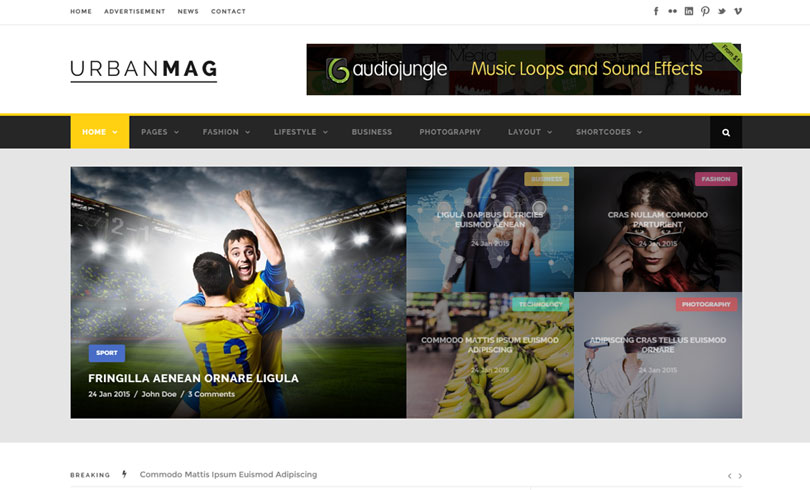 HOME ADVERTISEMENT NEWS CONTACT
URBANMAG
audiojungle Music Loops and Sound Effects
From $1
HOME PAGES FASHION LIFESTYLE BUSINESS PHOTOGRAPHY LAYOUT SHORTCODES
BUSINESS
LIGULA DAPIBUS ULTRICIES
EUISMOD AENEAN
24 Jan 2015
FASHION
CRAS NULLAM COMMODO
PARTURIENT
24 Jan 2015
SPORT
FRINGILLA AENEAN ORNARE LIGULA
24 Jan 2015 / John Doe / 3 Comments
13
TECHNOLOGY
COMMODO MATTIS IPSUM EUISMOD
ADIPISCING
24 Jan 2015
PHOTOGRAPHY
ADIPISCING CRAS TELLUS EUISMOD
ORNARE
24 Jan 2015
BREAKING Commodo Mattis Ipsum Euismod Adipiscing